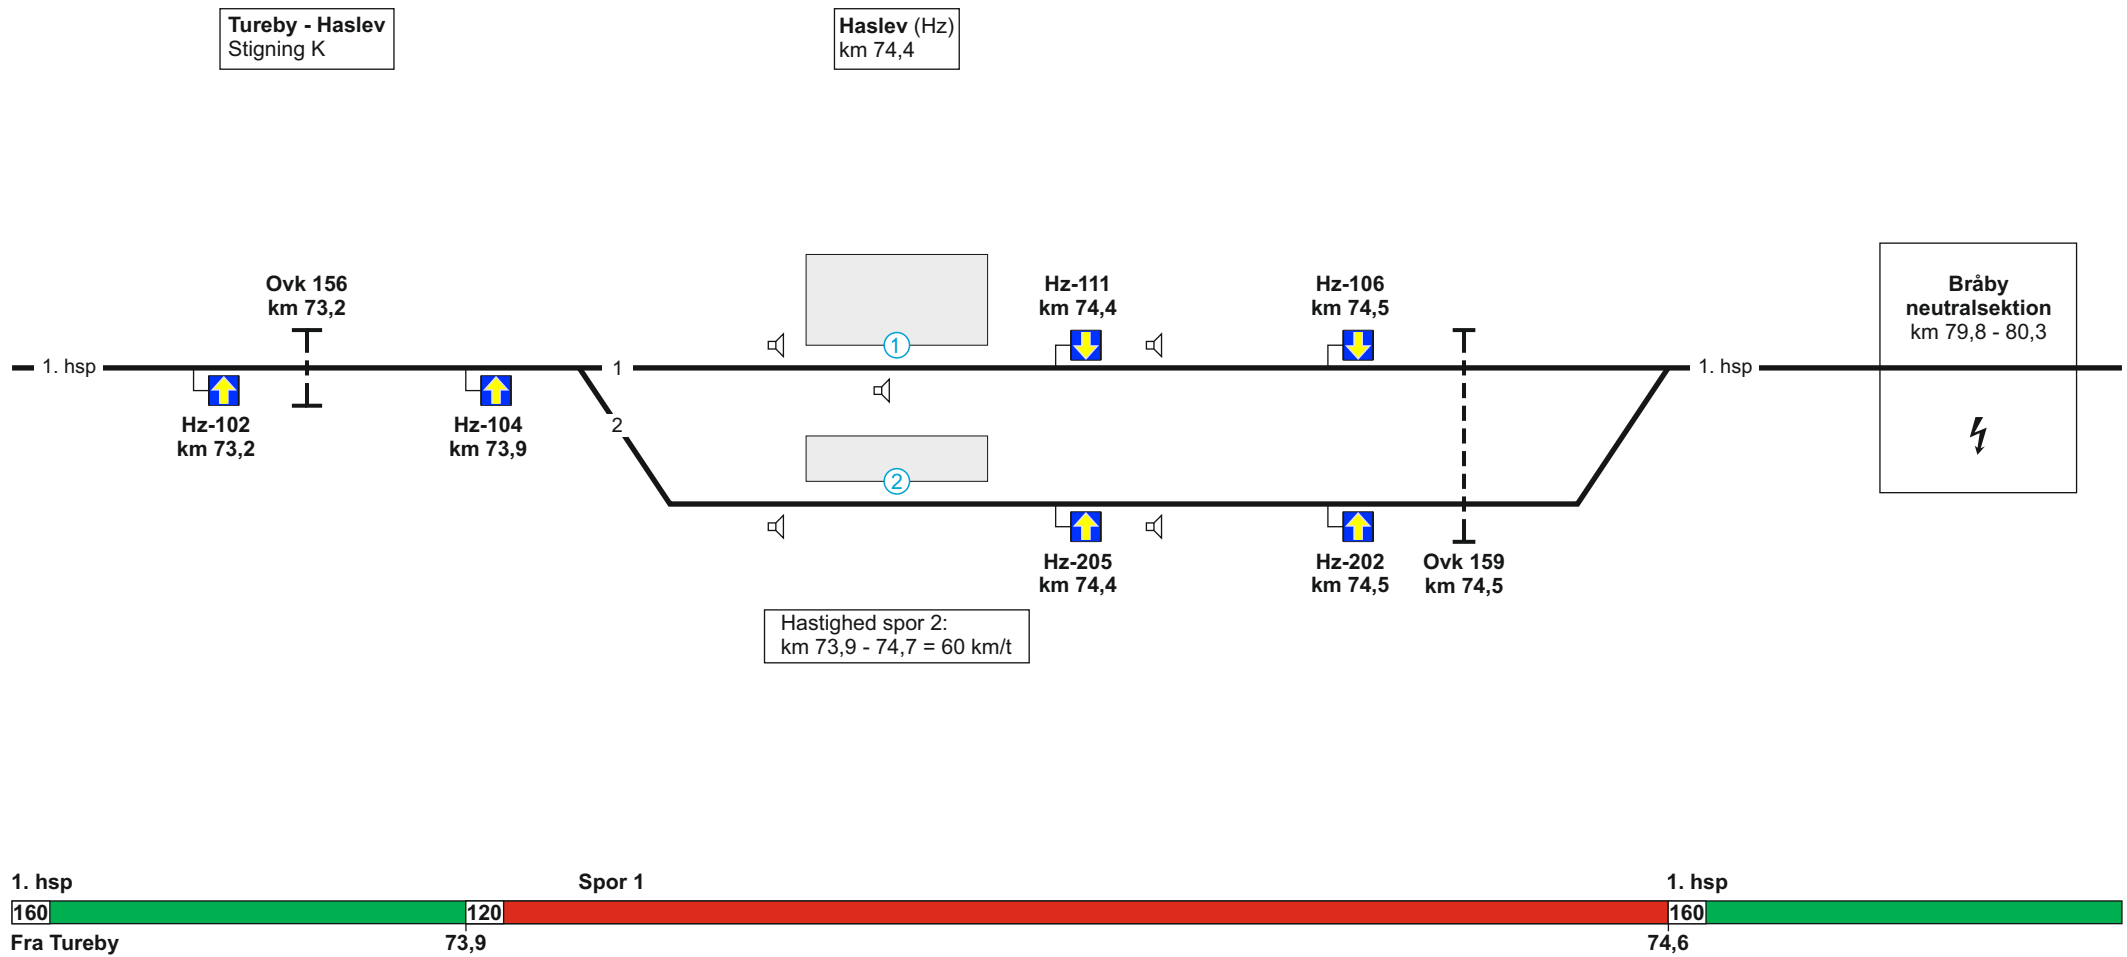 Tureby - Haslev
Stigning K
Haslev (Hz)
km 74,4
Ovk 156
km 73,2
Hz-111
km 74,4
Hz-106
km 74,5
Bråby
neutralsektion
km 79,8 - 80,3
1. hsp
1
1
1. hsp
Hz-102
km 73,2
Hz-104
km 73,9
2
2
Hz-205
km 74,4
Hz-202
km 74,5
Ovk 159
km 74,5
Hastighed spor 2:
km 73,9 - 74,7 = 60 km/t
1. hsp
Spor 1
1. hsp
160
120
160
Fra Tureby
73,9
74,6